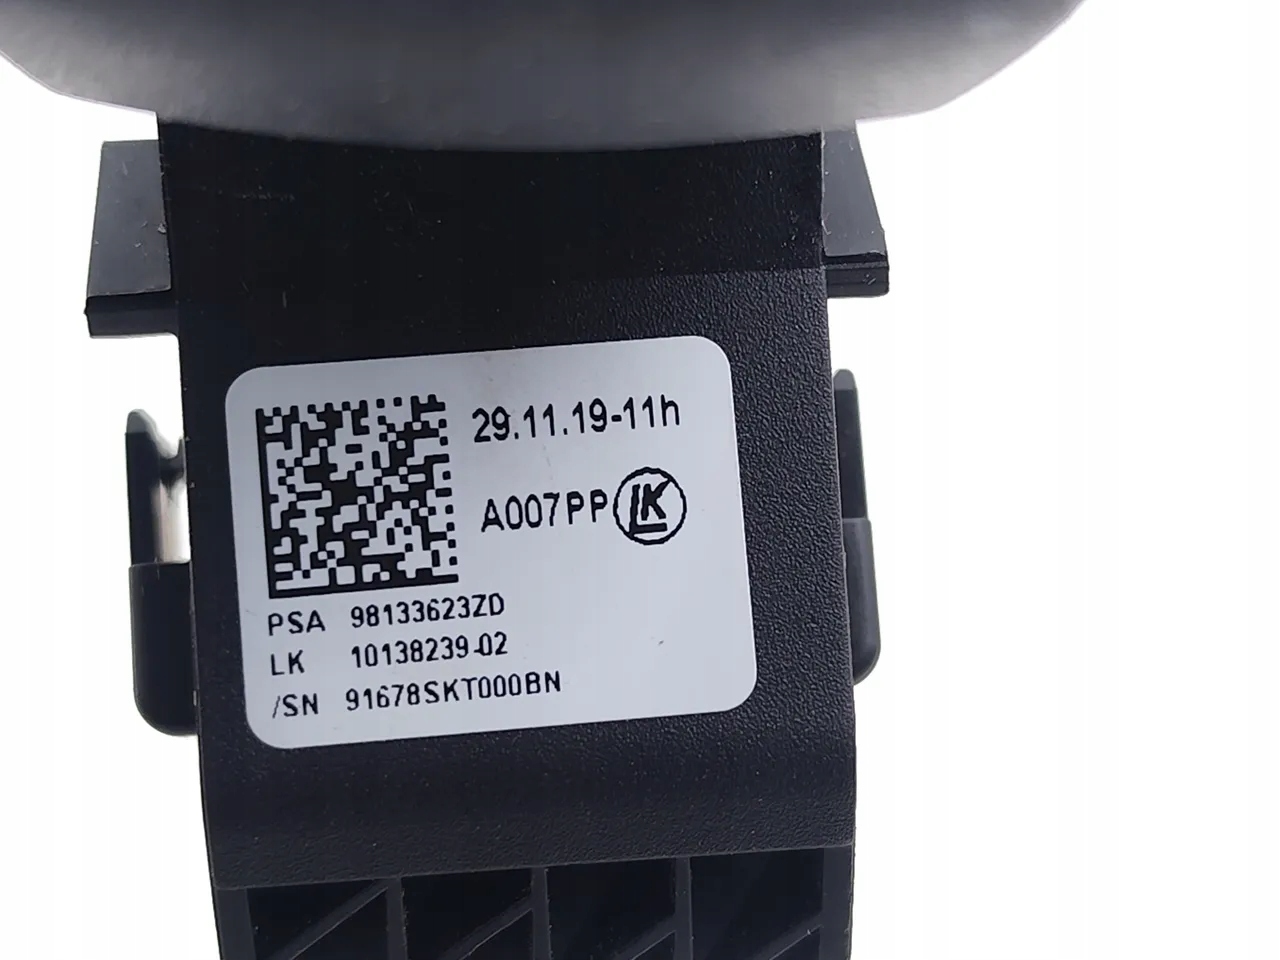 29.11.19-11h
A007PP LK
PSA 98133623ZD
LK 10138239-02
/SN 91678SKT000BN